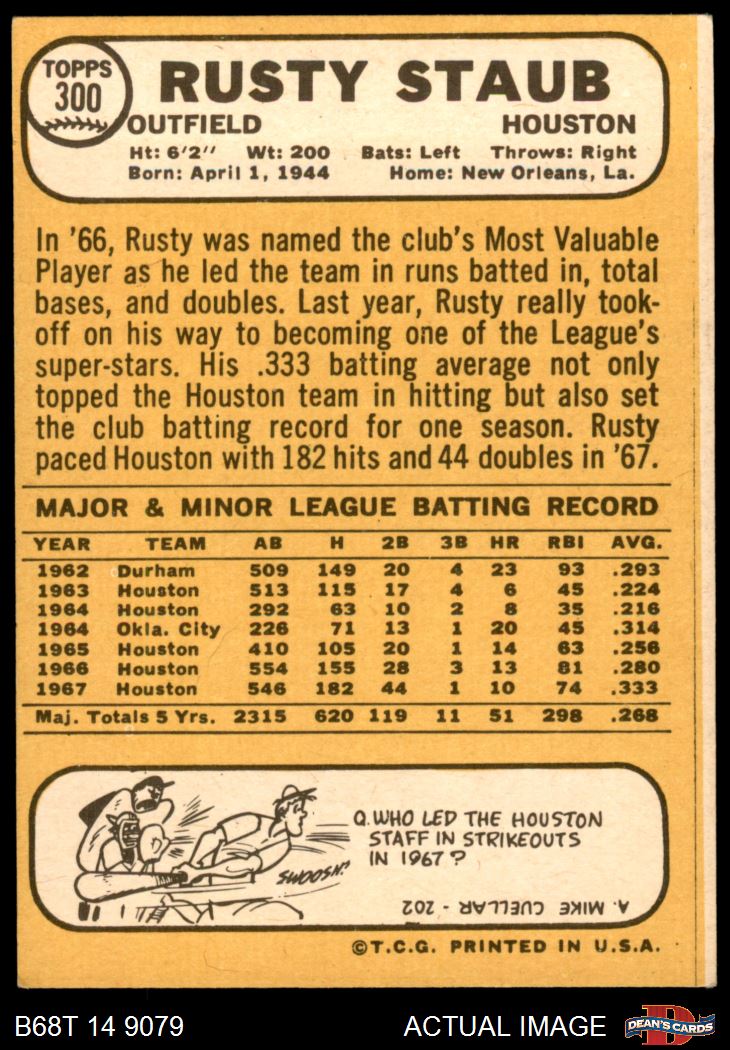 TOPPS
300
RUSTY STAUB
OUTFIELD HOUSTON
Ht: 6'2" Wt: 200 Bats: Left Throws: Right
Born: April 1, 1944 Home: New Orleans, La.
In '66, Rusty was named the club's Most Valuable
Player as he led the team in runs batted in, total
bases, and doubles. Last year, Rusty really took-
off on his way to becoming one of the League's
super-stars. His .333 batting average not only
topped the Houston team in hitting but also set
the club batting record for one season. Rusty
paced Houston with 182 hits and 44 doubles in '67.
MAJOR & MINOR LEAGUE BATTING RECORD
YEAR TEAM AB H 2B 3B HR RBI AVG.
1962 Durham 509 149 20 4 23 93 .293
1963 Houston 513 115 17 4 6 45 .224
1964 Houston 292 63 10 2 8 35 .216
1964 Okla. City 226 71 13 1 20 45 .314
1965 Houston 410 105 20 1 14 63 .256
1966 Houston 554 155 28 3 13 81 .280
1967 Houston 546 182 44 1 10 74 .333
Maj. Totals 5 Yrs. 2315 620 119 11 51 298 .268
Q. WHO LED THE HOUSTON
STAFF IN STRIKEOUTS
IN 1967?
SWOOSH!
A. MIKE CUELLAR - 202
©T.C.G. PRINTED IN U.S.A.
B68T 14 9079 ACTUAL IMAGE
D
DEAN'S CARDS